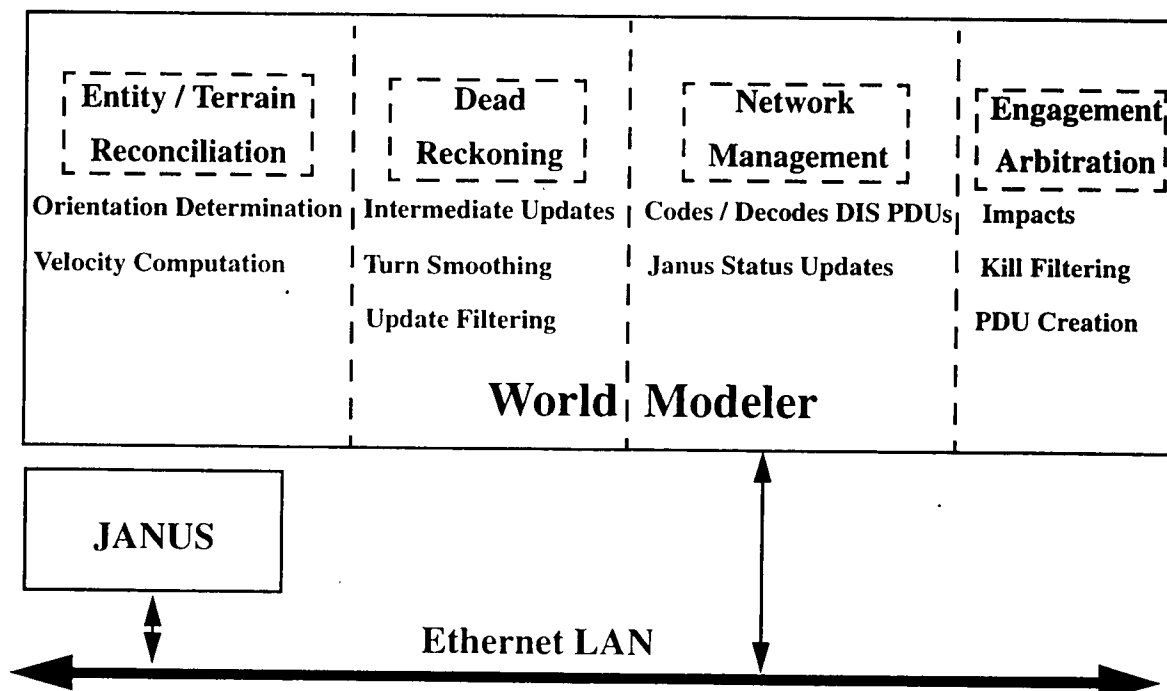 Entity / Terrain
Reconciliation
Orientation Determination
Velocity Computation
Dead
Reckoning
Intermediate Updates
Turn Smoothing
Update Filtering
Network
Management
Codes / Decodes DIS PDUs
Janus Status Updates
Engagement
Arbitration
Impacts
Kill Filtering
PDU Creation
World Modeler
JANUS
Ethernet LAN